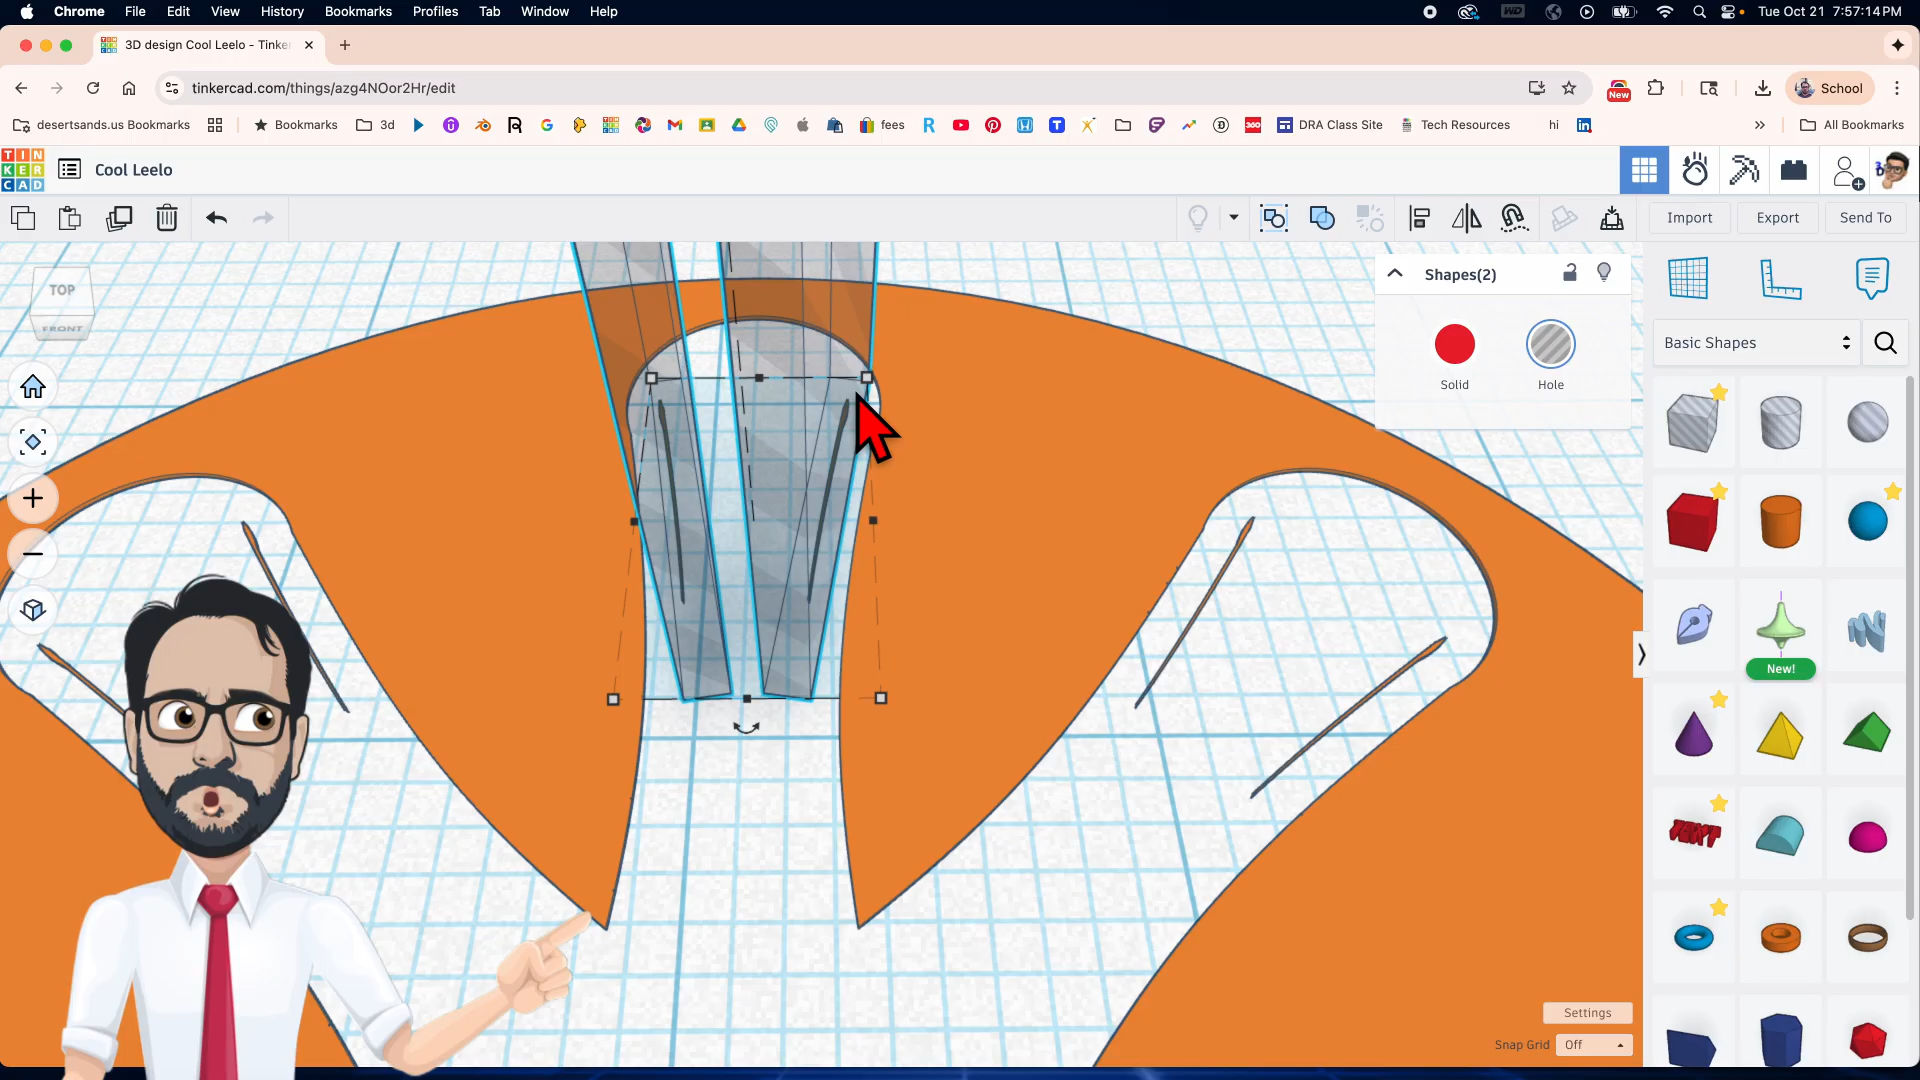 Chrome File Edit View History Bookmarks Profiles Tab Window Help WD Tue Oct 21 7:57:14 PM
3D design Cool Leelo - Tinke
tinkercad.com/things/azg4NOor2Hr/edit New School
desertsands.us Bookmarks Bookmarks 3d fees DRA Class Site Tech Resources hi All Bookmarks
TIN
KER
CAD
Cool Leelo
Import Export Send To
TOP
FRONT
Shapes(2)
Solid Hole
Basic Shapes
New!
TEXT
Settings
Snap Grid Off